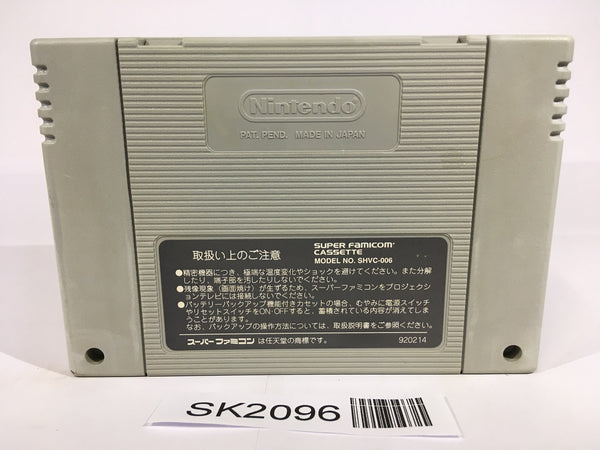 Nintendo
PAT. PEND. MADE IN JAPAN
取扱い上のご注意
SUPER FAMICOM
CASSETTE
MODEL NO. SHVC-006
●精密機器につき、極端な温度変化やショックを避けてください。また分解
したり、端子部を汚したりしないでください。
●残像現象（画面焼け）が生ずるため、スーパーファミコンをプロジェクシ
ョンテレビには接続しないでください。
●バッテリーバックアップ機能付きカセットの場合、むやみに電源スイッチ
やリセットスイッチをON·OFFすると、蓄積されている内容が消えてしま
うことがあります。
なお、バックアップの操作方法については、取扱説明書をご参照ください。
スーパーファミコン は任天堂の商標です。
920214
SK2096